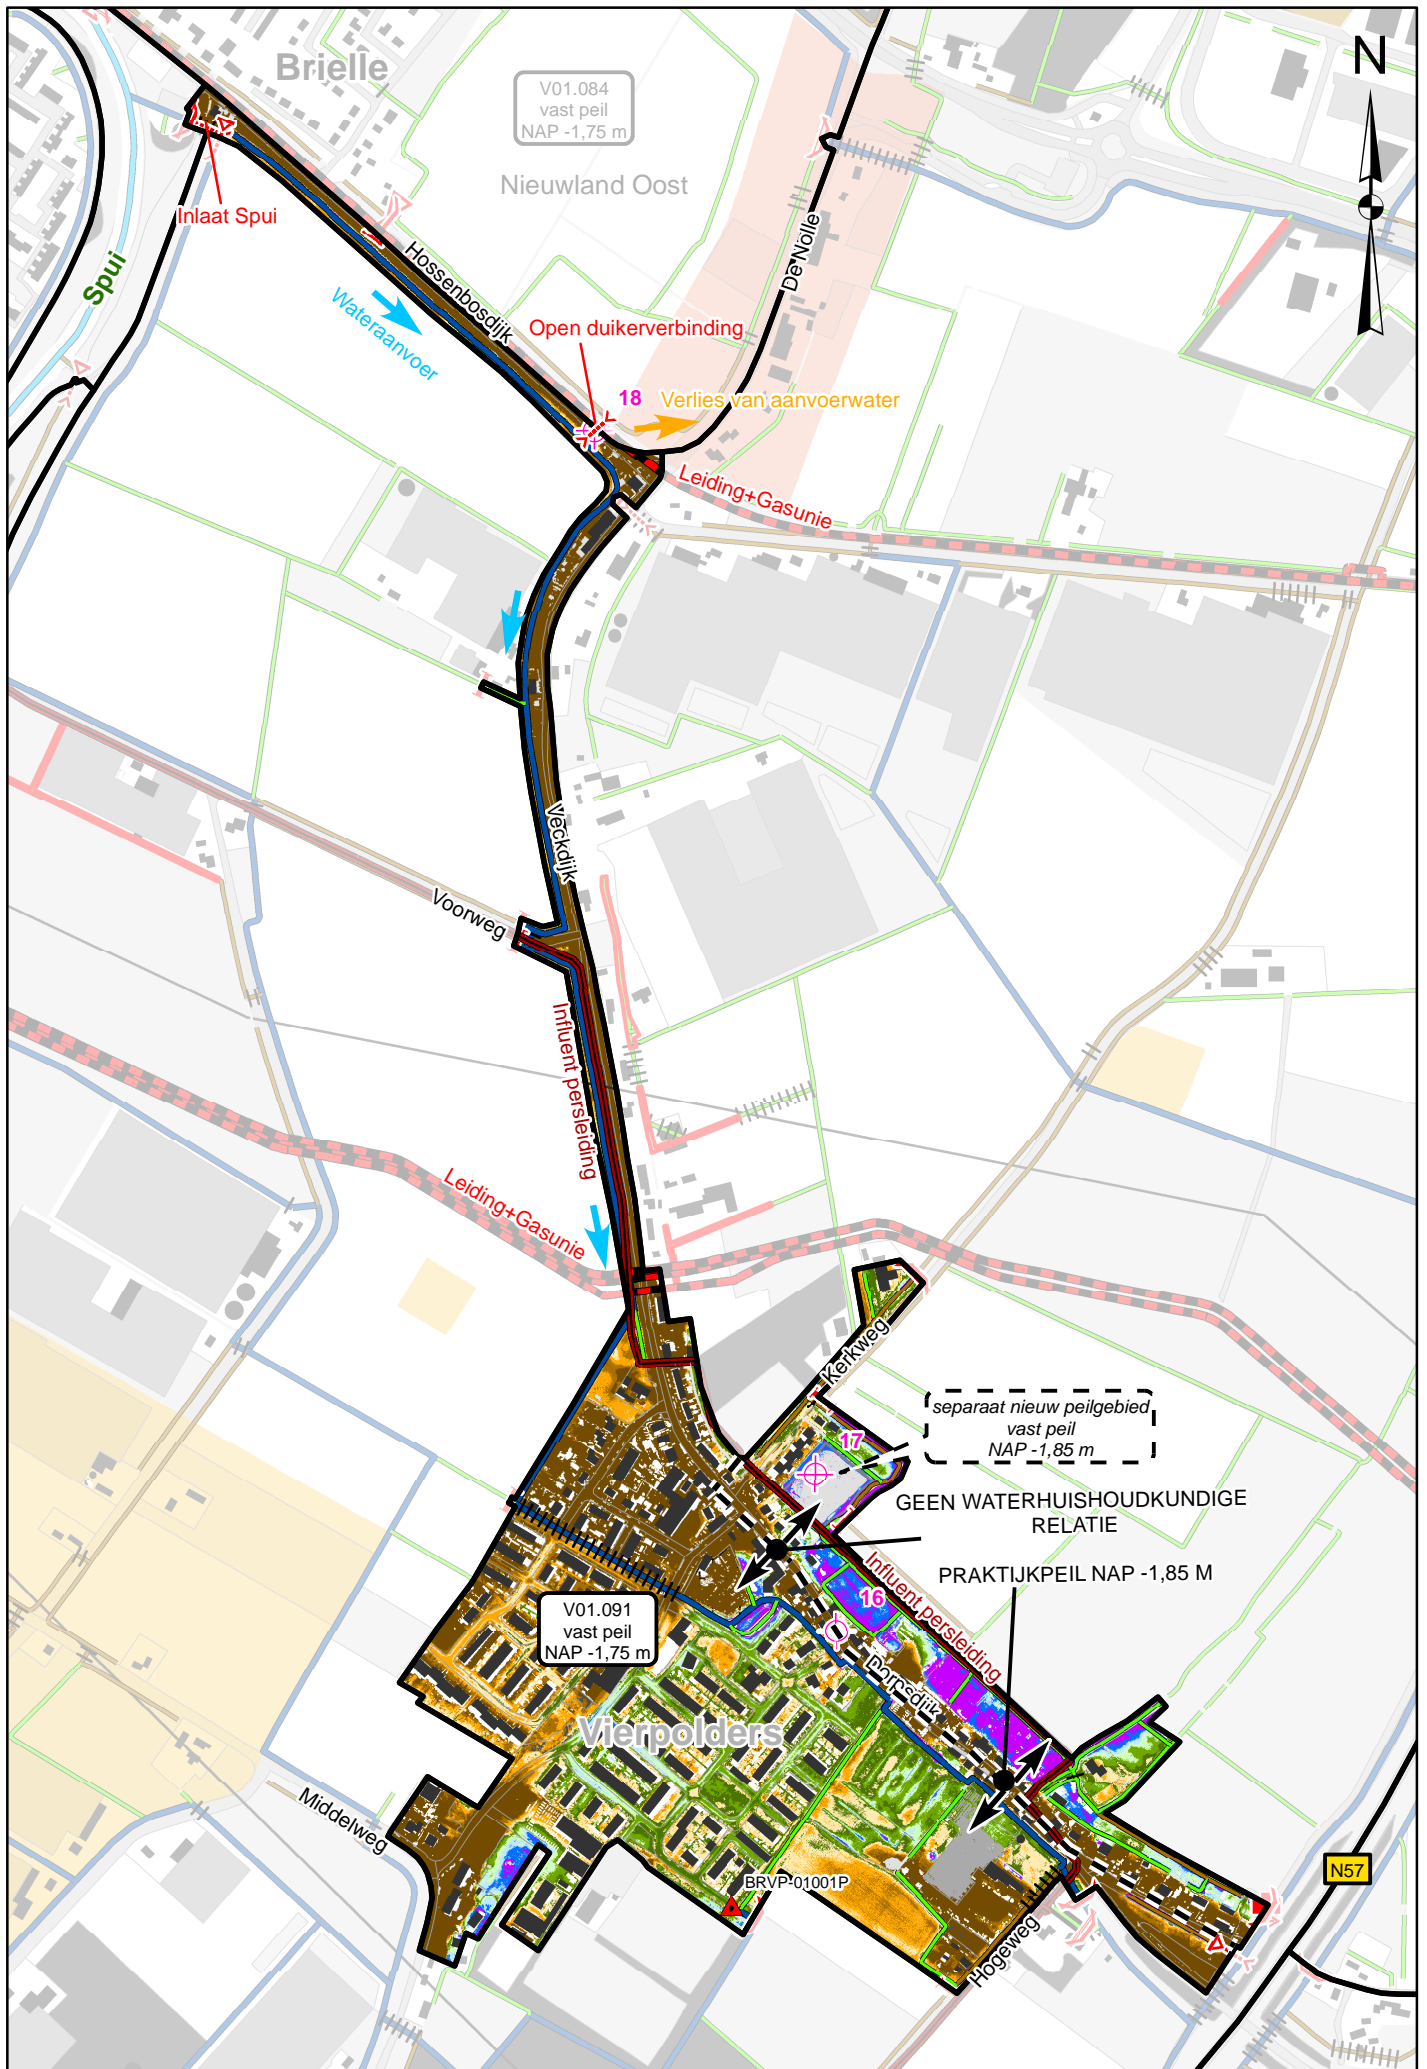 Brielle
N
V01.084
vast peil
NAP -1,75 m
Nieuwland Oost
Inlaat Spui
Spui
Hossenbosdijk
De Nolle
Wateraanvoer
Open duikerverbinding
18
Verlies van aanvoerwater
Leiding+Gasunie
Veckdijk
Voorweg
Influent persleiding
Leiding+Gasunie
Kerkweg
separaat nieuw peilgebied
vast peil
NAP -1,85 m
17
GEEN WATERHUISHOUDKUNDIGE
RELATIE
Influent persleiding
PRAKTIJKPEIL NAP -1,85 M
16
V01.091
vast peil
NAP -1,75 m
Dorpsdijk
Vierpolders
Middelweg
BRVP-01001P
N57
Hogeweg